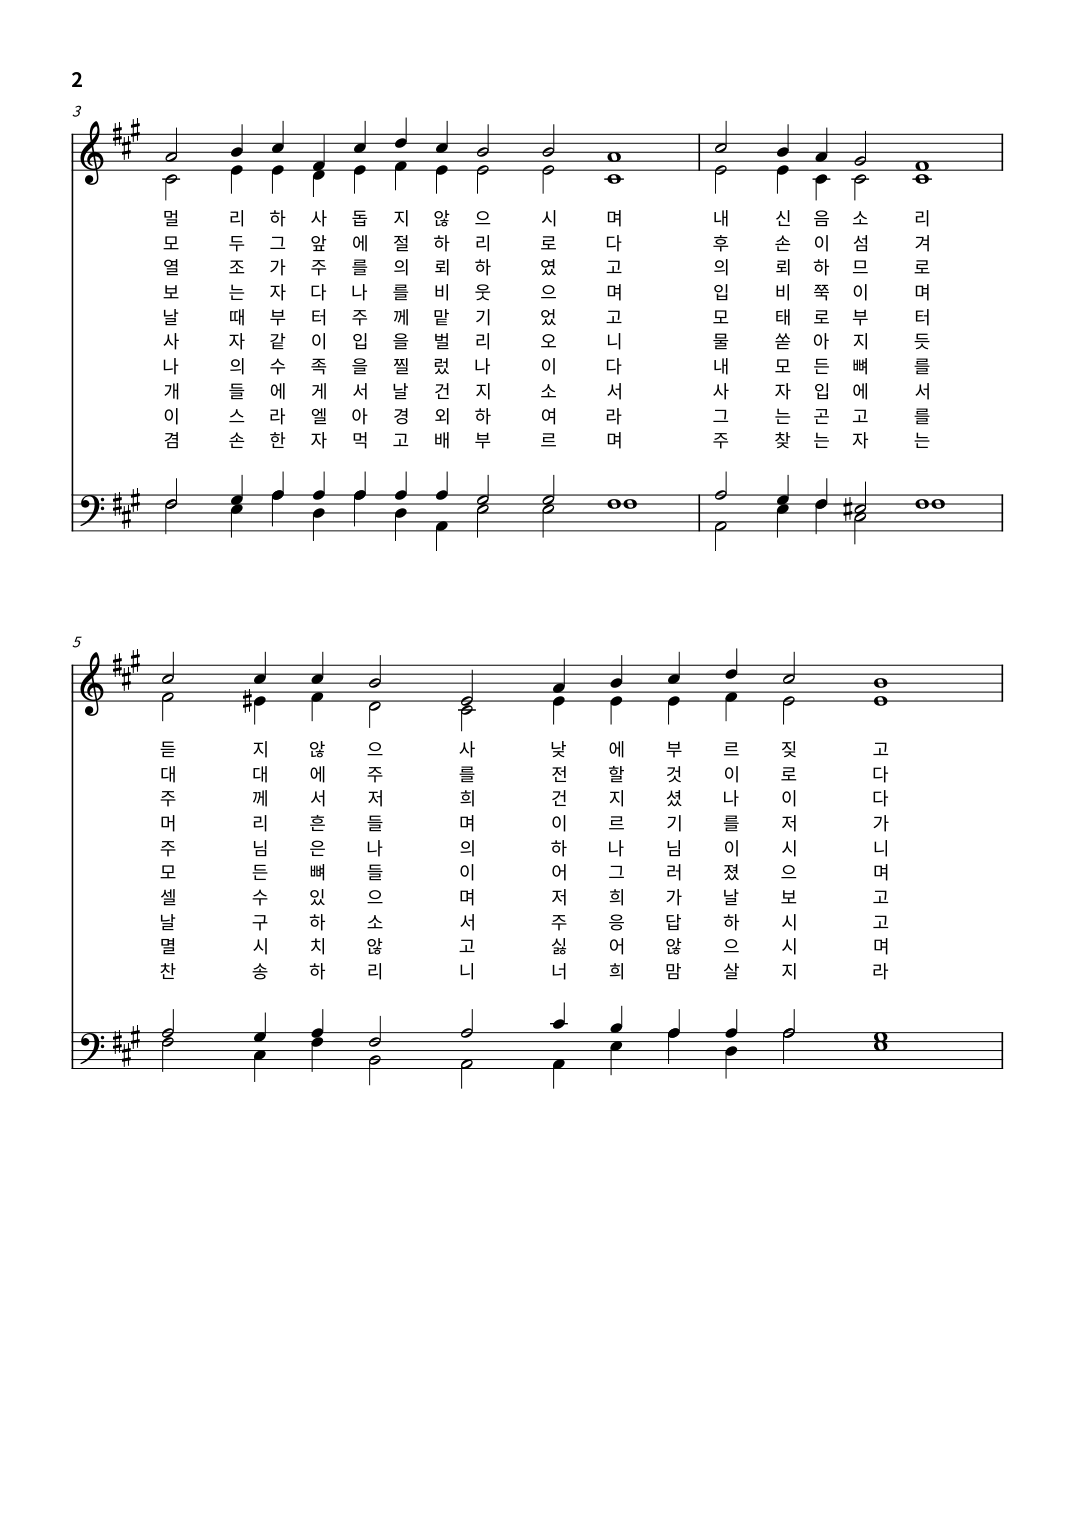 2
3
멀 리 하 사 돕 지 않 으 시 며 내 신 음 소 리
모 두 그 앞 에 절 하 리 로 다 후 손 이 섬 겨
열 조 가 주 를 의 뢰 하 였 고 의 뢰 하 므 로
보 는 자 다 나 를 비 웃 으 며 입 비 쭉 이 며
날 때 부 터 주 께 맡 기 었 고 모 태 로 부 터
사 자 같 이 입 을 벌 리 오 니 물 쏟 아 지 듯
나 의 수 족 을 찔 렀 나 이 다 내 모 든 뼈 를
개 들 에 게 서 날 건 지 소 서 사 자 입 에 서
이 스 라 엘 아 경 외 하 여 라 그 는 곤 고 를
겸 손 한 자 먹 고 배 부 르 며 주 찾 는 자 는
5
듣 지 않 으 사 낮 에 부 르 짖 고
대 대 에 주 를 전 할 것 이 로 다
주 께 서 저 희 건 지 셨 나 이 다
머 리 흔 들 며 이 르 기 를 저 가
주 님 은 나 의 하 나 님 이 시 니
모 든 뼈 들 이 어 그 러 졌 으 며
셀 수 있 으 며 저 희 가 날 보 고
날 구 하 소 서 주 응 답 하 시 고
멸 시 치 않 고 싫 어 않 으 시 며
찬 송 하 리 니 너 희 맘 살 지 라